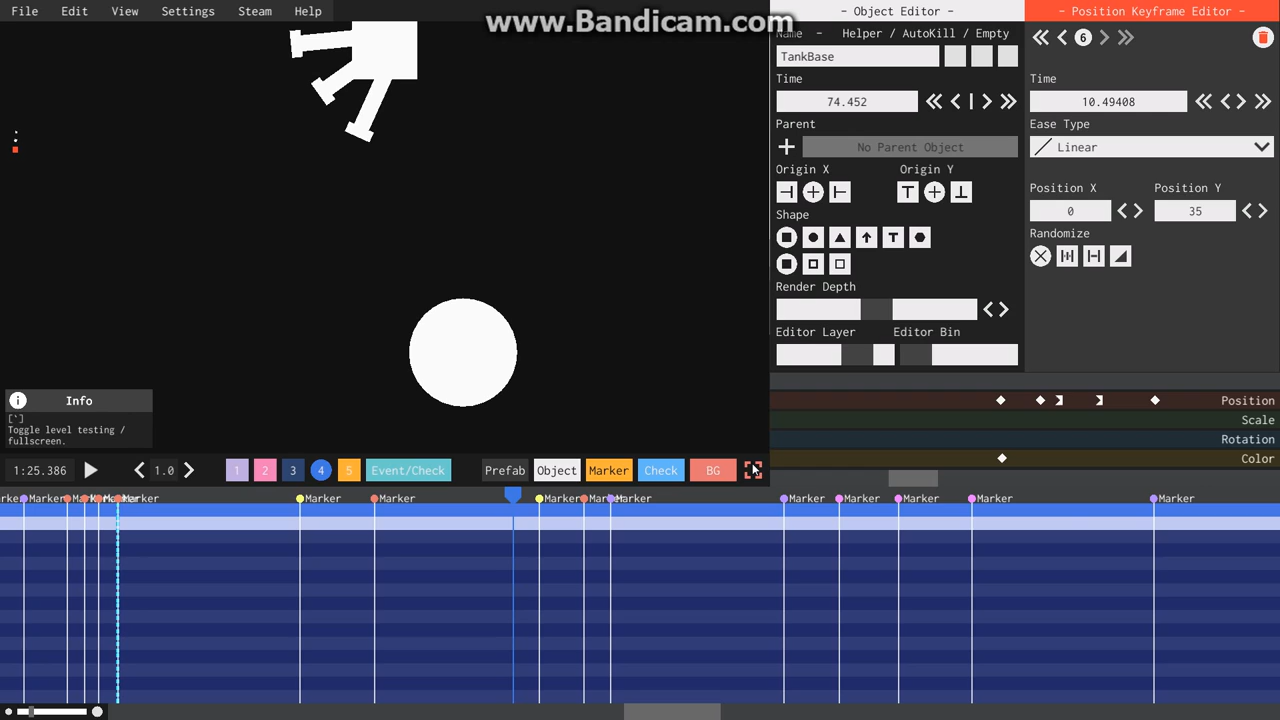 File Edit View Settings Steam Help
www.Bandicam.com
- Object Editor -
Name - Helper / AutoKill / Empty
TankBase
Time
74.452
Parent
No Parent Object
Origin X Origin Y
Shape
Render Depth
Editor Layer Editor Bin
- Position Keyframe Editor -
6
Time
10.49408
Ease Type
Linear
Position X Position Y
0 35
Randomize
Position
Scale
Rotation
Color
Info
[`]
Toggle level testing /
fullscreen.
1:25.386 1.0 1 2 3 4 5 Event/Check Prefab Object Marker Check BG
Marker Marker Marker Marker Marker Marker Marker Marker Marker Marker